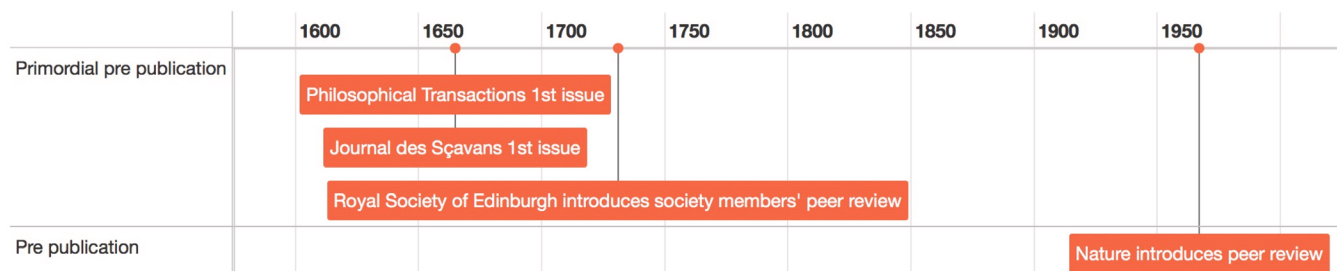 1600 1650 1700 1750 1800 1850 1900 1950
Primordial pre publication
Philosophical Transactions 1st issue
Journal des Sçavans 1st issue
Royal Society of Edinburgh introduces society members' peer review
Pre publication
Nature introduces peer review